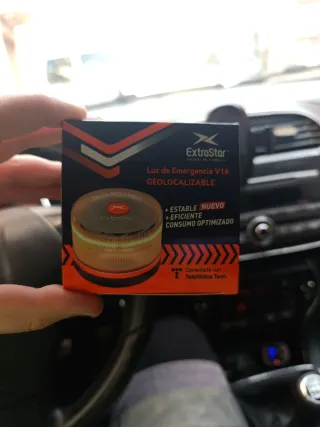 ExtraStar
Luz de Emergencia V16
GEOLOCALIZABLE
+ ESTABLE NUEVO
+ EFICIENTE
CONSUMO OPTIMIZADO
Conectada con
Telefónica Tech